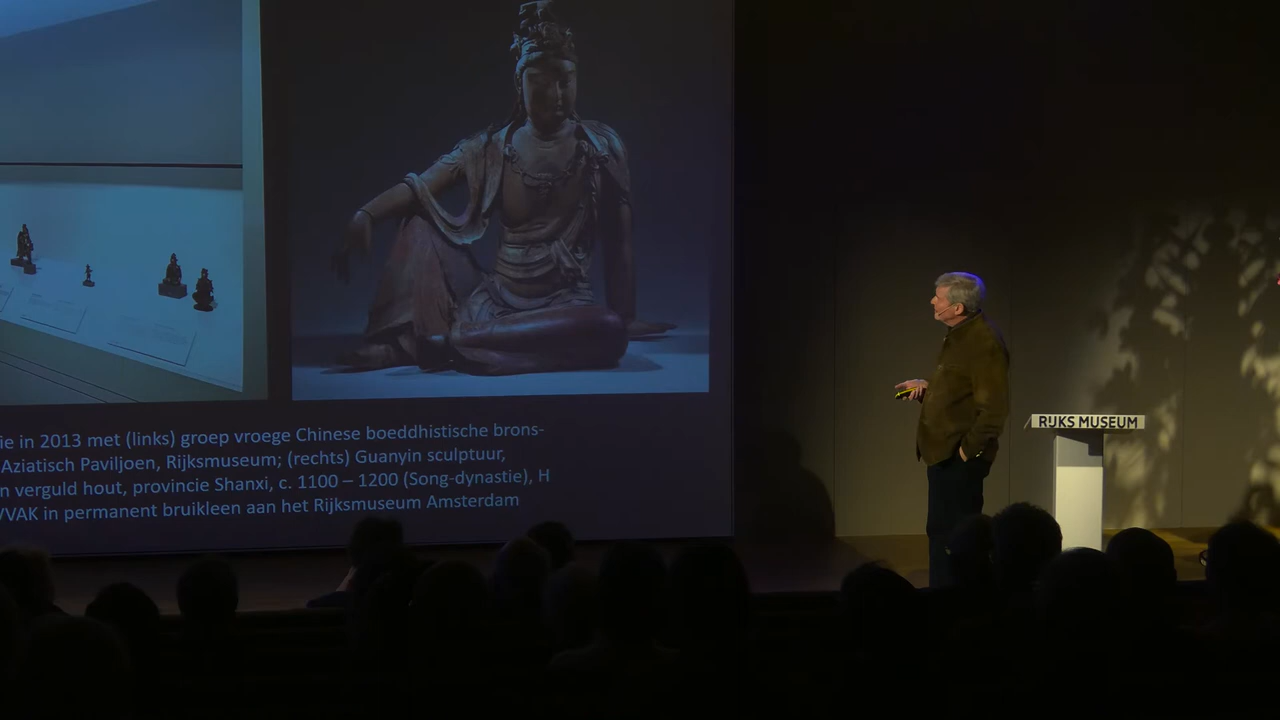 ie in 2013 met (links) groep vroege Chinese boeddhistische brons-
Aziatisch Paviljoen, Rijksmuseum; (rechts) Guanyin sculptuur,
n verguld hout, provincie Shanxi, c. 1100 – 1200 (Song-dynastie), H
VVAK in permanent bruikleen aan het Rijksmuseum Amsterdam
RIJKS MUSEUM